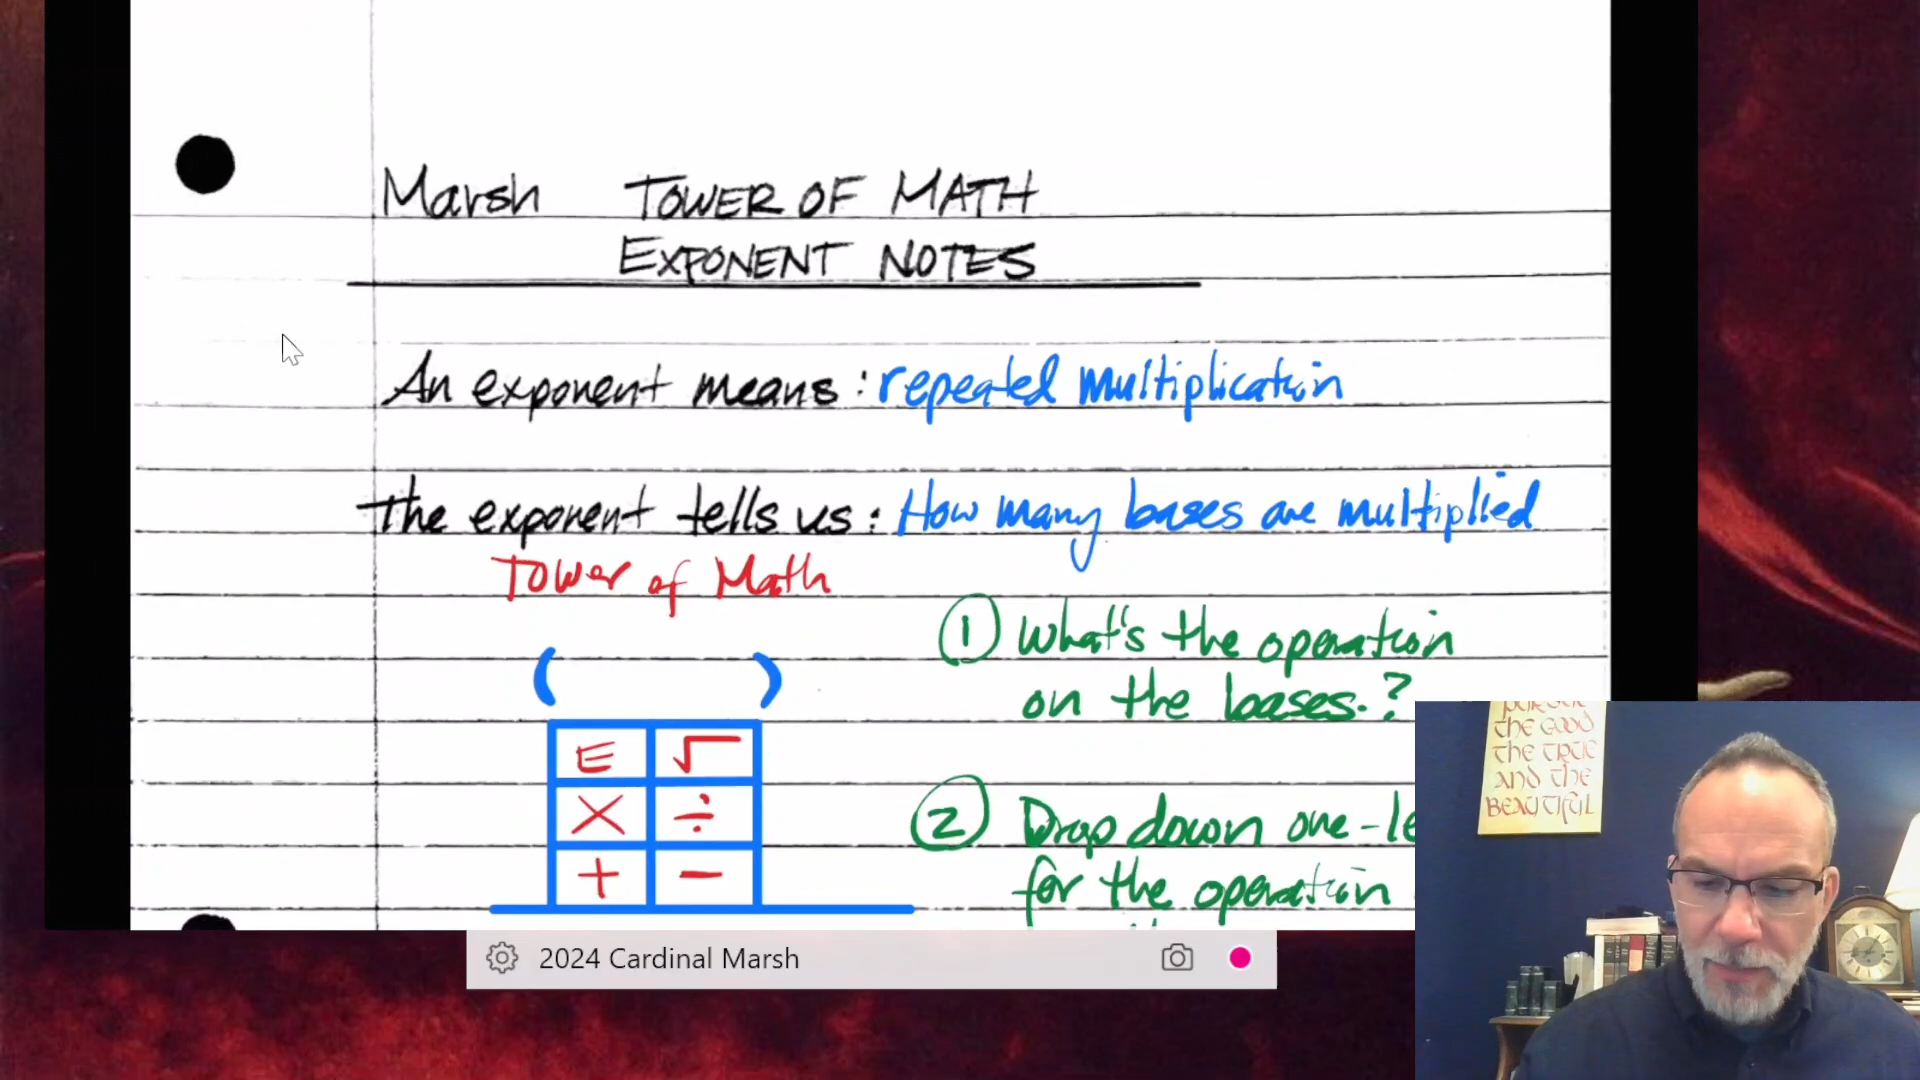 Marsh TOWER OF MATH
EXPONENT NOTES
An exponent means: repeated multiplication
The exponent tells us: How many bases are multiplied
Tower of Math
① What's the operation
on the bases.?
( )
E √
× ÷
+ −
② Drop down one-le
for the operation
THE GOOD
THE TRUE
AND THE
BEAUTIFUL
2024 Cardinal Marsh